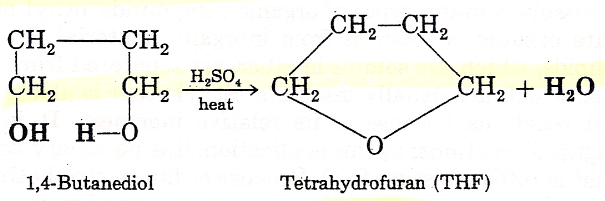 CH₂ CH₂ CH₂—CH₂
CH₂ CH₂ H₂SO₄ heat CH₂ CH₂ + H₂O
OH H—O O
1,4-Butanediol Tetrahydrofuran (THF)